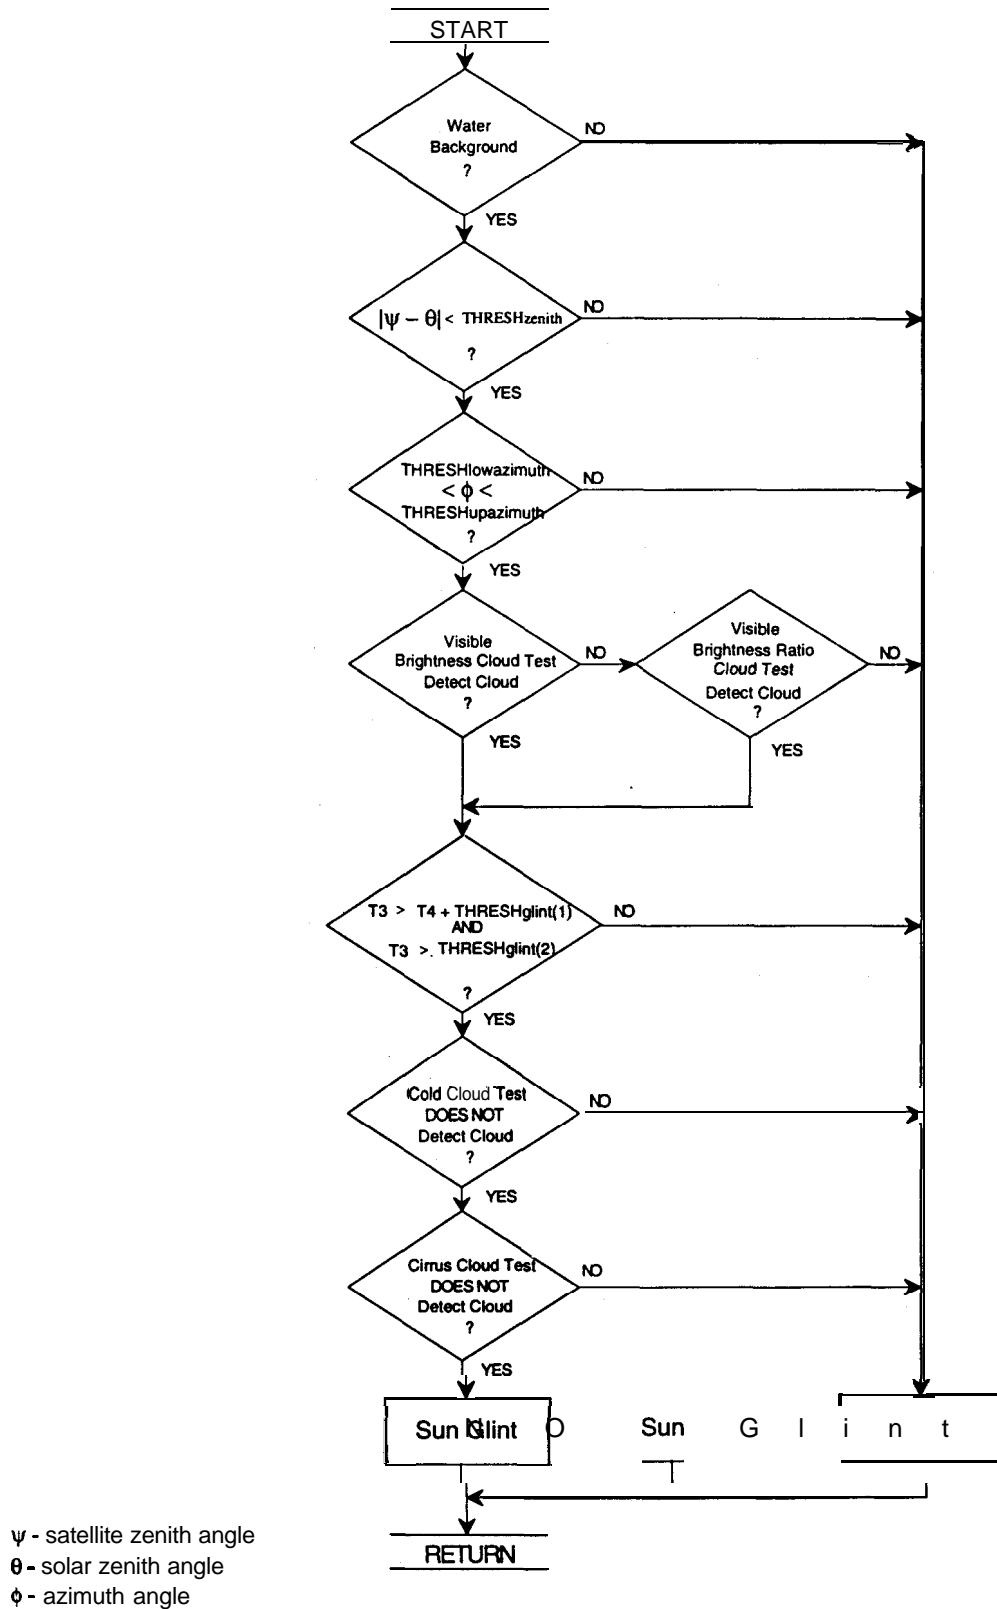 START
Water
Background
?
NO
YES
|ψ – θ| < THRESHzenith
?
NO
YES
THRESHlowazimuth
< ϕ <
THRESHupazimuth
?
NO
YES
Visible
Brightness Cloud Test
Detect Cloud
?
NO
YES
Visible
Brightness Ratio
Cloud Test
Detect Cloud
?
NO
YES
T3 > T4 + THRESHglint(1)
AND
T3 >. THRESHglint(2)
?
NO
YES
Cold Cloud Test
DOES NOT
Detect Cloud
?
NO
YES
Cirrus Cloud Test
DOES NOT
Detect Cloud
?
NO
YES
Sun Glint
NO Sun Glint
RETURN
ψ - satellite zenith angle
θ - solar zenith angle
ϕ - azimuth angle